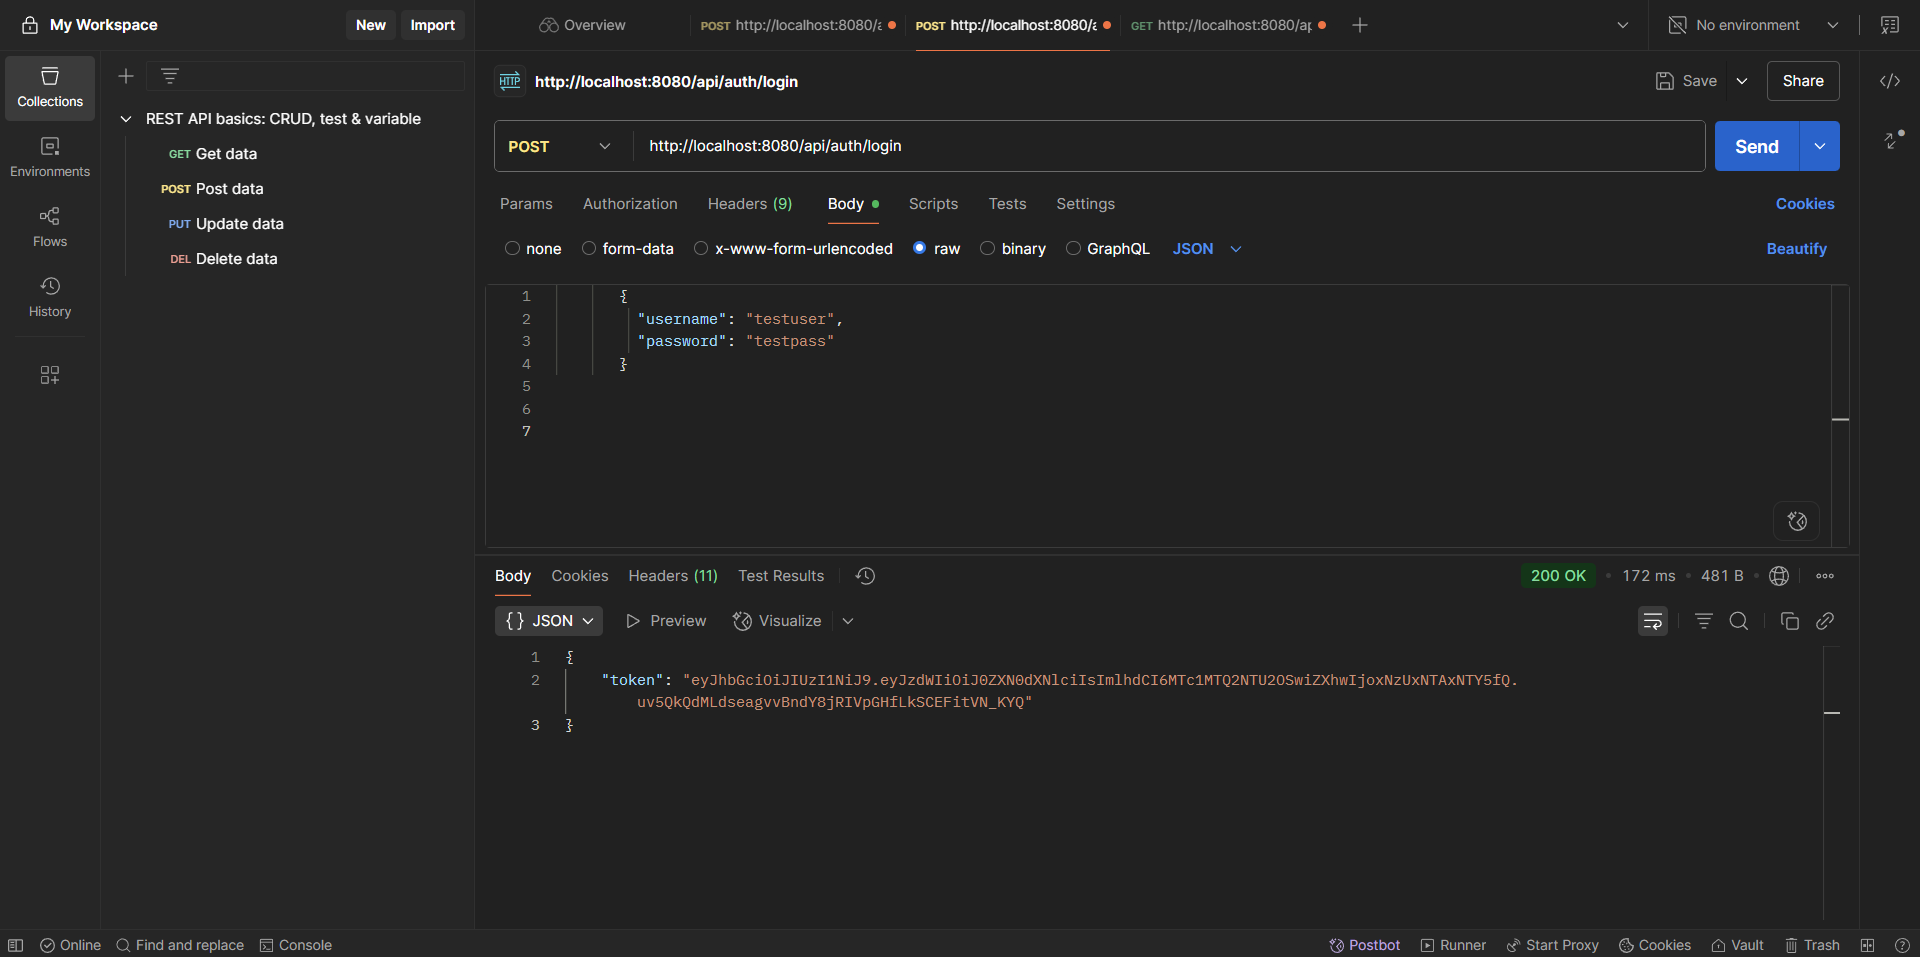 My Workspace
New
Import
Overview
POST http://localhost:8080/a
POST http://localhost:8080/a
GET http://localhost:8080/ap
No environment
Collections
Environments
Flows
History
REST API basics: CRUD, test & variable
GET Get data
POST Post data
PUT Update data
DEL Delete data
HTTP http://localhost:8080/api/auth/login
Save
Share
POST http://localhost:8080/api/auth/login
Send
Params Authorization Headers (9) Body Scripts Tests Settings Cookies
none form-data x-www-form-urlencoded raw binary GraphQL JSON Beautify
1 {
2 "username": "testuser",
3 "password": "testpass"
4 }
5
6
7
Body Cookies Headers (11) Test Results 200 OK • 172 ms • 481 B •
{} JSON Preview Visualize
1 {
2 "token": "eyJhbGciOiJIUzI1NiJ9.eyJzdWIiOiJ0ZXN0dXNlciIsImlhdCI6MTc1MTQ2NTU2OSwiZXhwIjoxNzUxNTAxNTY5fQ.
uv5QkQdMLdseagvvBndY8jRIVpGHfLkSCEFitVN_KYQ"
3 }
Online Find and replace Console Postbot Runner Start Proxy Cookies Vault Trash